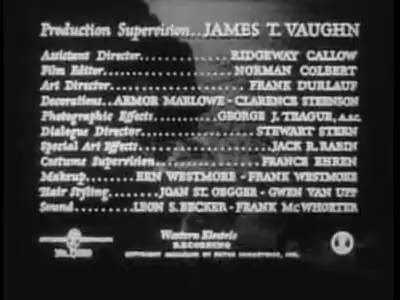 Production Supervision.. JAMES T. VAUGHN
Assistant Director............. RIDGEWAY CALLOW
Film Editor............... NORMAN COLBERT
Art Director................ FRANK DURLAUF
Decorations.. ARMOR MARLOWE - CLARENCE STEENSON
Photographic Effects......... GEORGE J. TEAGUE, A.S.C.
Dialogue Director............. STEWART STERN
Special Art Effects............... JACK R. RABIN
Costume Supervision........... FRANCE EHREN
Makeup........ ERN WESTMORE - FRANK WESTMORE
Hair Styling....... JOAN ST. OEGGER - GWEN VAN UPP
Sound........ LEON S. BECKER - FRANK McWHORTER
Western Electric
RECORDING
No.